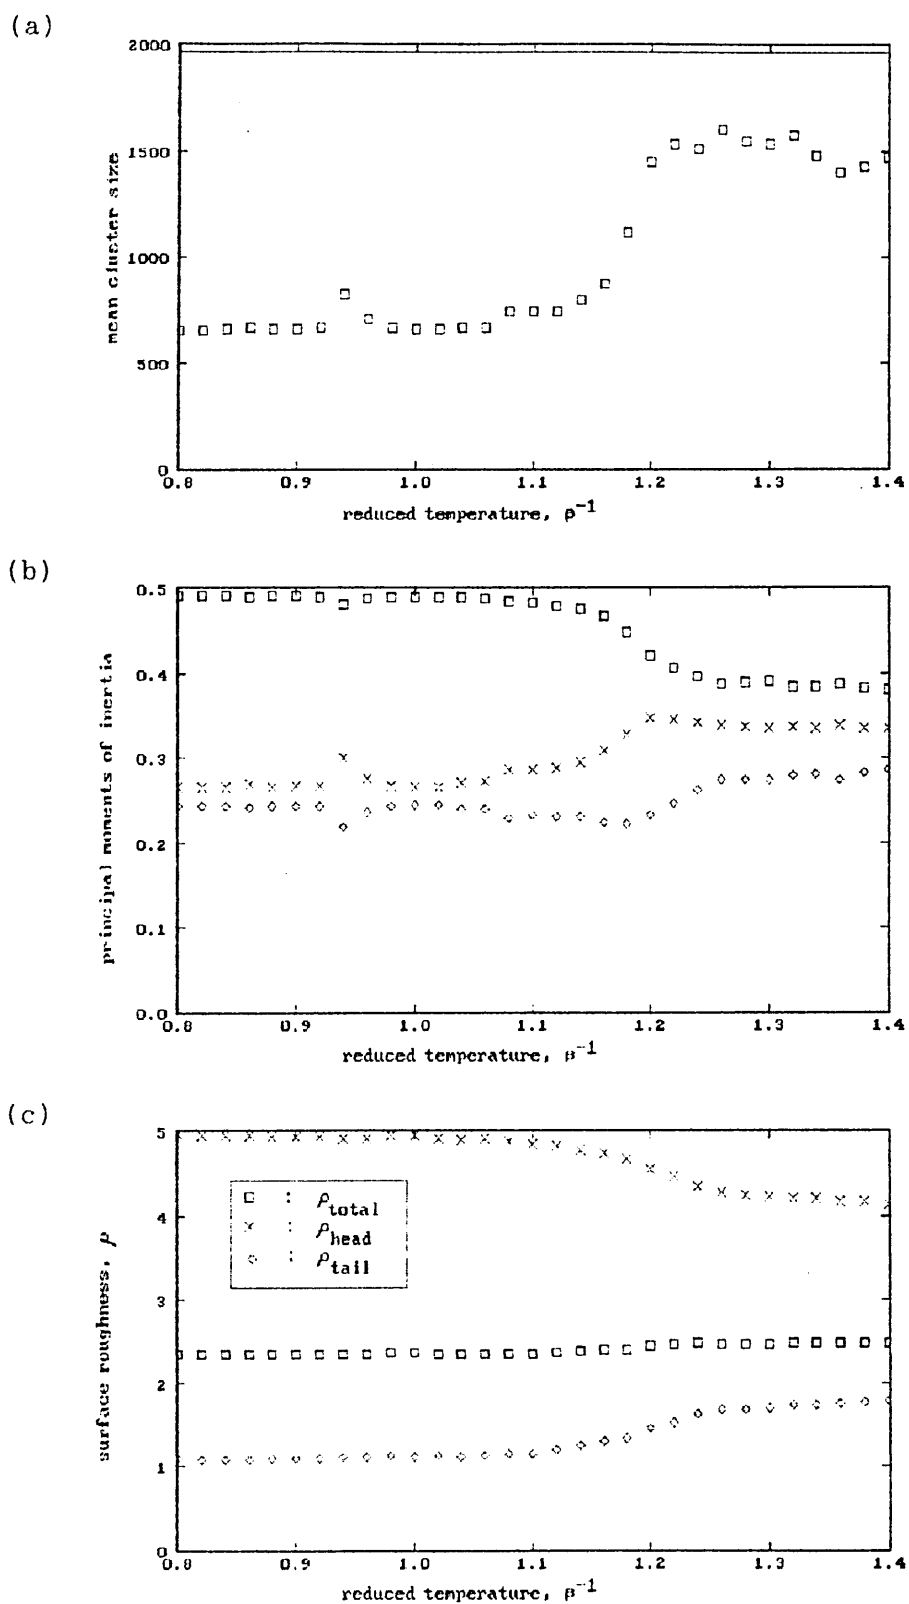 (a)
2000
1500
1000
500
0
mean cluster size
0.8 0.9 1.0 1.1 1.2 1.3 1.4
reduced temperature, β⁻¹
(b)
0.5
0.4
0.3
0.2
0.1
0.0
principal moments of inertia
0.8 0.9 1.0 1.1 1.2 1.3 1.4
reduced temperature, β⁻¹
(c)
5
4
3
2
1
0
surface roughness, ρ
□ : ρ_total
× : ρ_head
◇ : ρ_tail
0.8 0.9 1.0 1.1 1.2 1.3 1.4
reduced temperature, β⁻¹